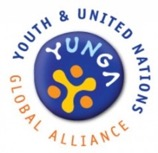 YOUTH & UNITED NATIONS
GLOBAL ALLIANCE
YUNGA